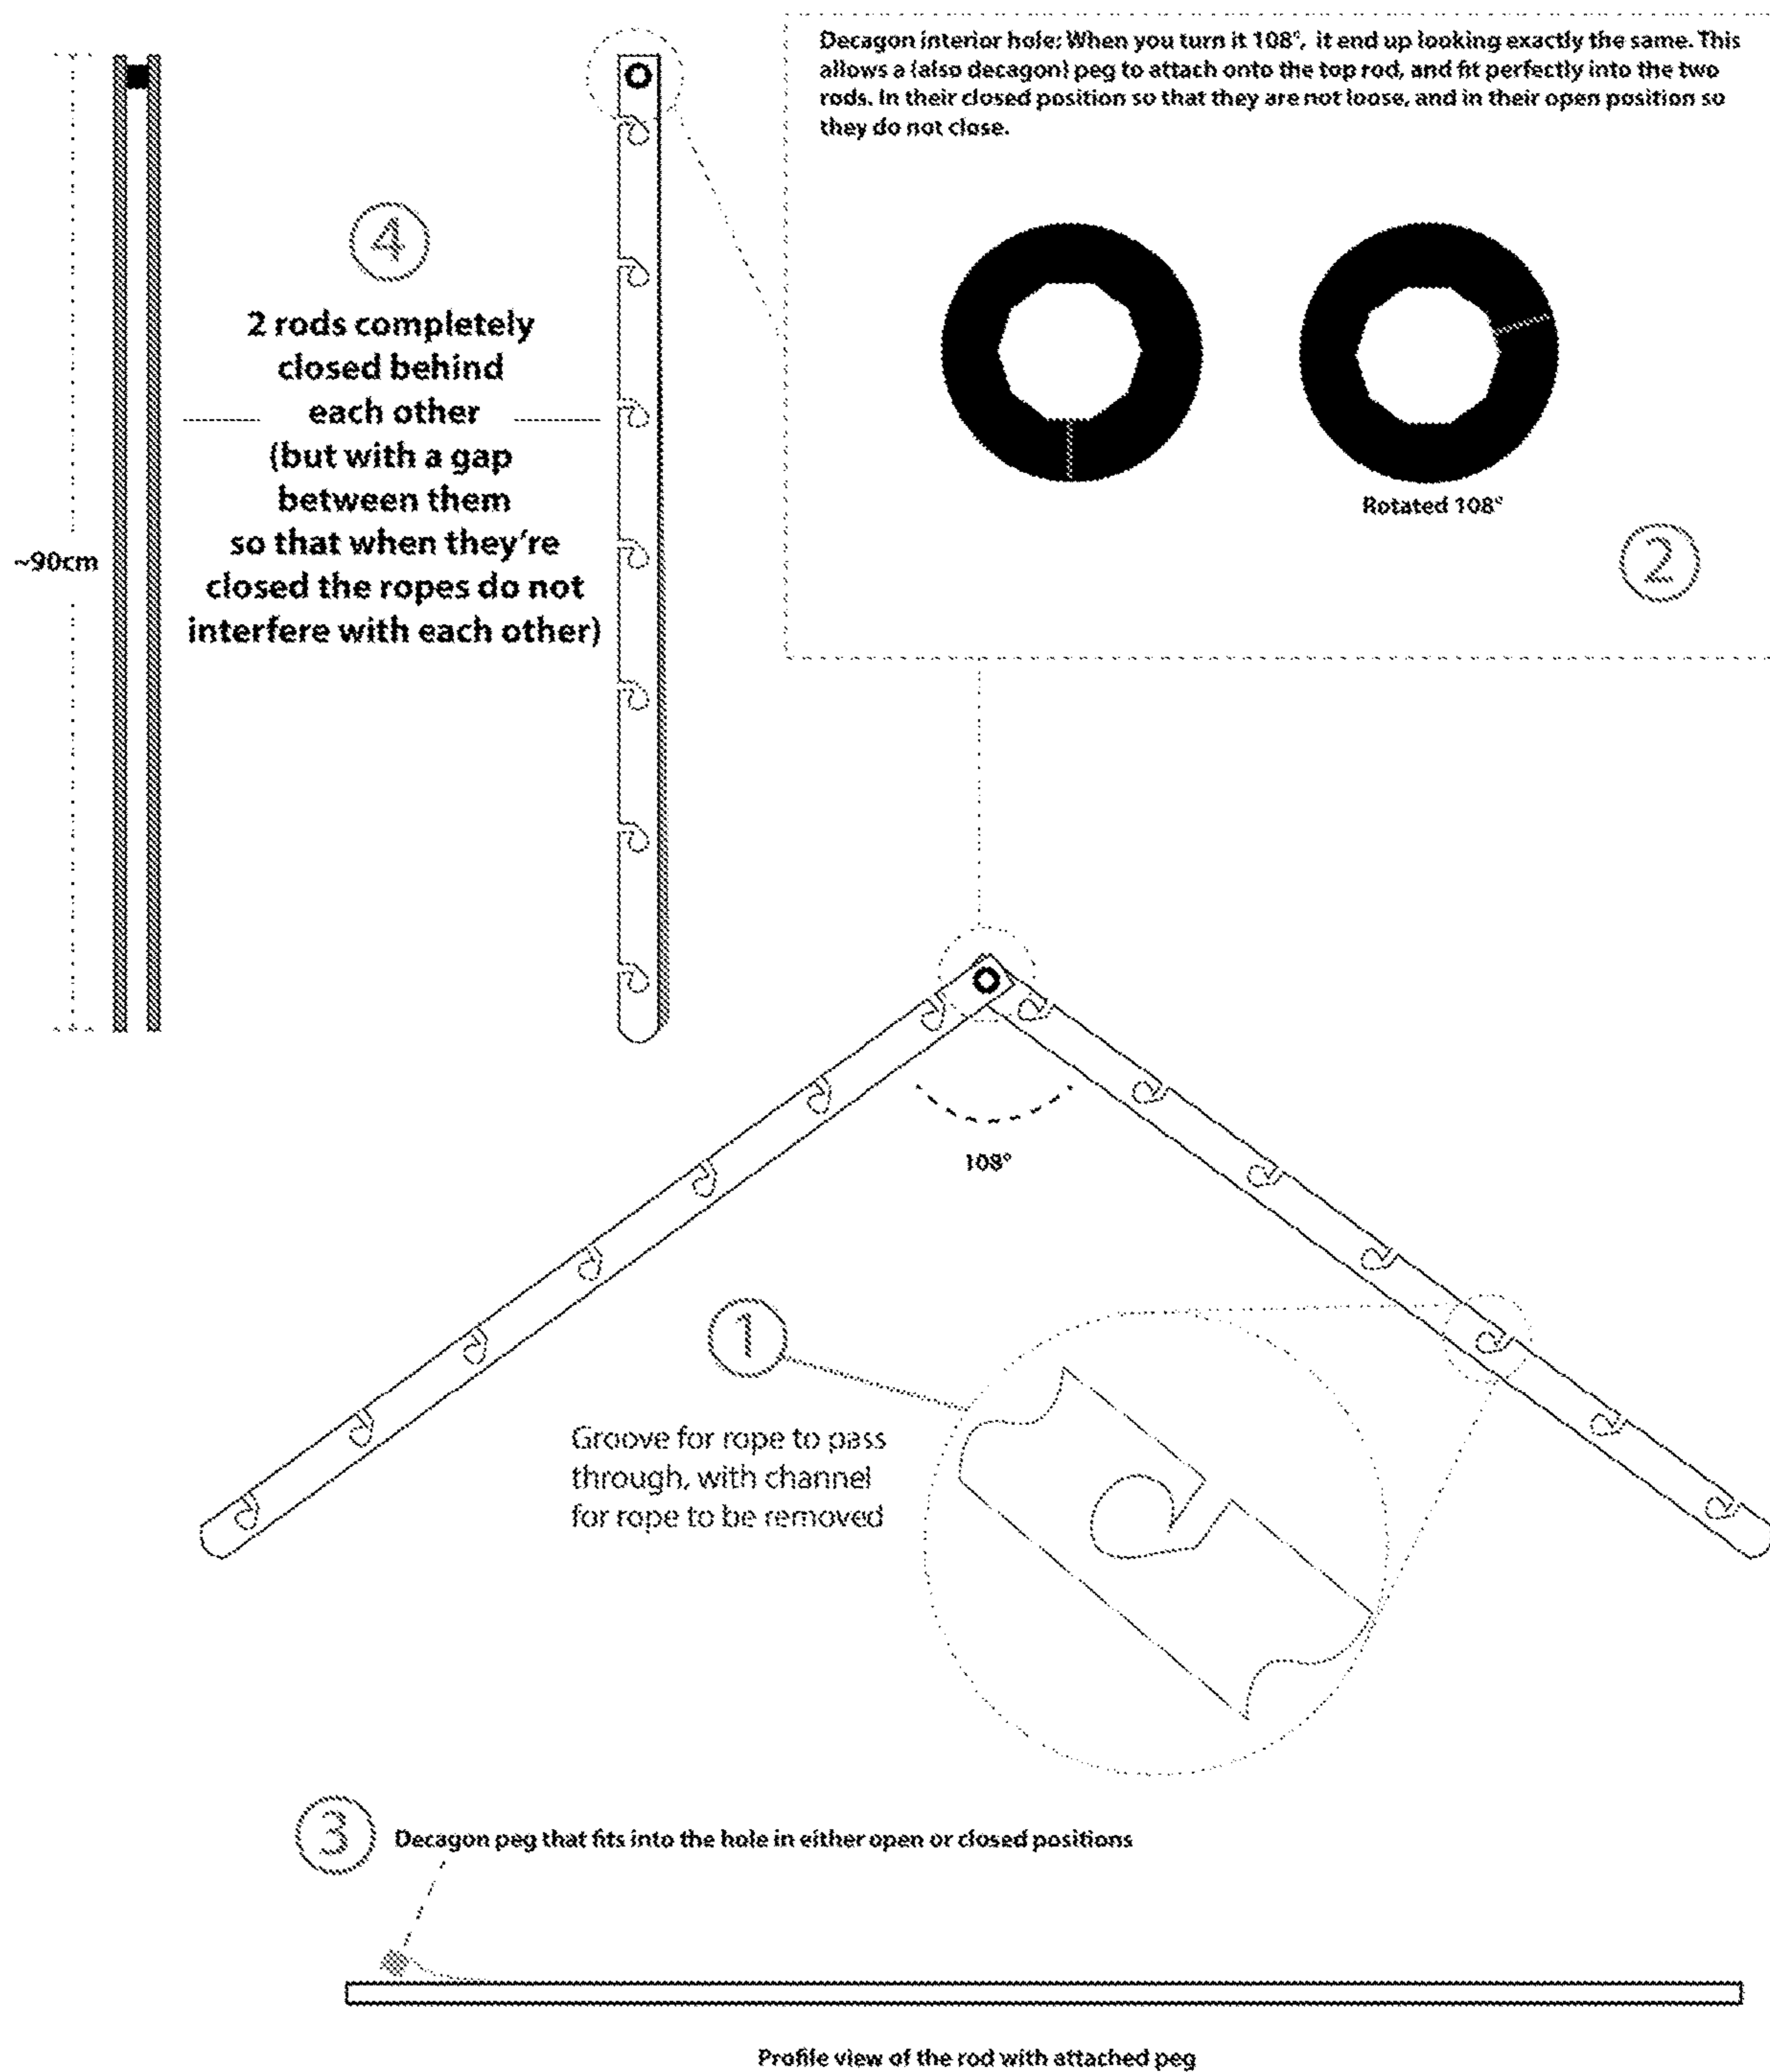 Decagon interior hole: When you turn it 108°, it end up looking exactly the same. This
allows a (also decagon) peg to attach onto the top rod, and fit perfectly into the two
rods. In their closed position so that they are not loose, and in their open position so
they do not close.
4
2 rods completely
closed behind
each other
(but with a gap
between them
so that when they're
closed the ropes do not
interfere with each other)
~90cm
Rotated 108°
2
108°
1
Groove for rope to pass
through, with channel
for rope to be removed
3
Decagon peg that fits into the hole in either open or closed positions
Profile view of the rod with attached peg